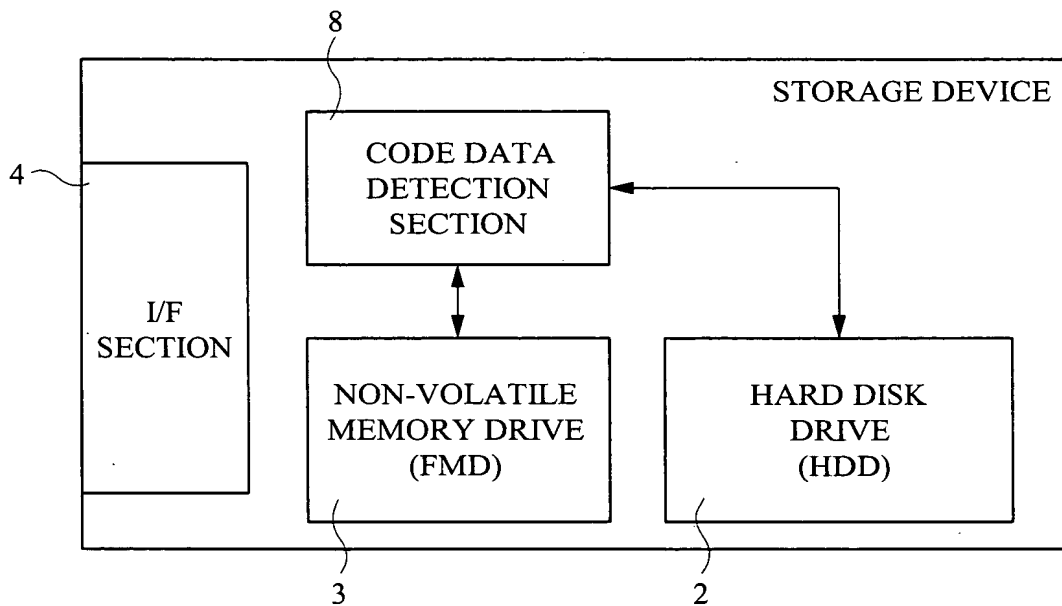 8
STORAGE DEVICE
CODE DATA
DETECTION
SECTION
4
I/F
SECTION
NON-VOLATILE
MEMORY DRIVE
(FMD)
HARD DISK
DRIVE
(HDD)
3
2